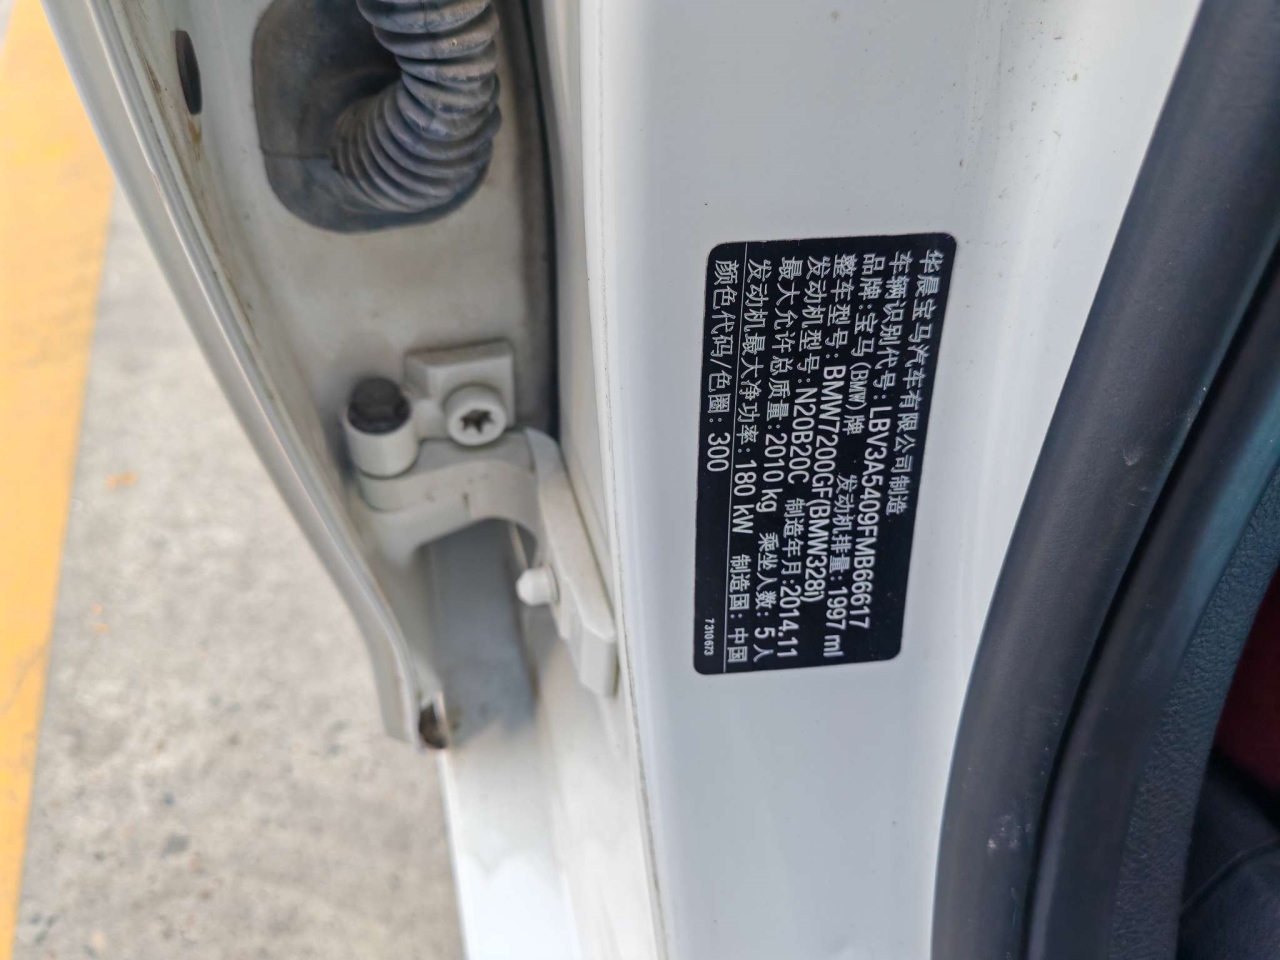 华晨宝马汽车有限公司制造
车辆识别代号:LBV3A5409FMB66617
品牌:宝马(BMW)牌 发动机排量:1997 ml
整车型号:BMW7200GF(BMW328i)
发动机型号:N20B20C 制造年月:2014.11
最大允许总质量:2010 kg 乘坐人数:5人
发动机最大净功率:180 kW 制造国:中国
颜色代码/色圈:300 7 310 673